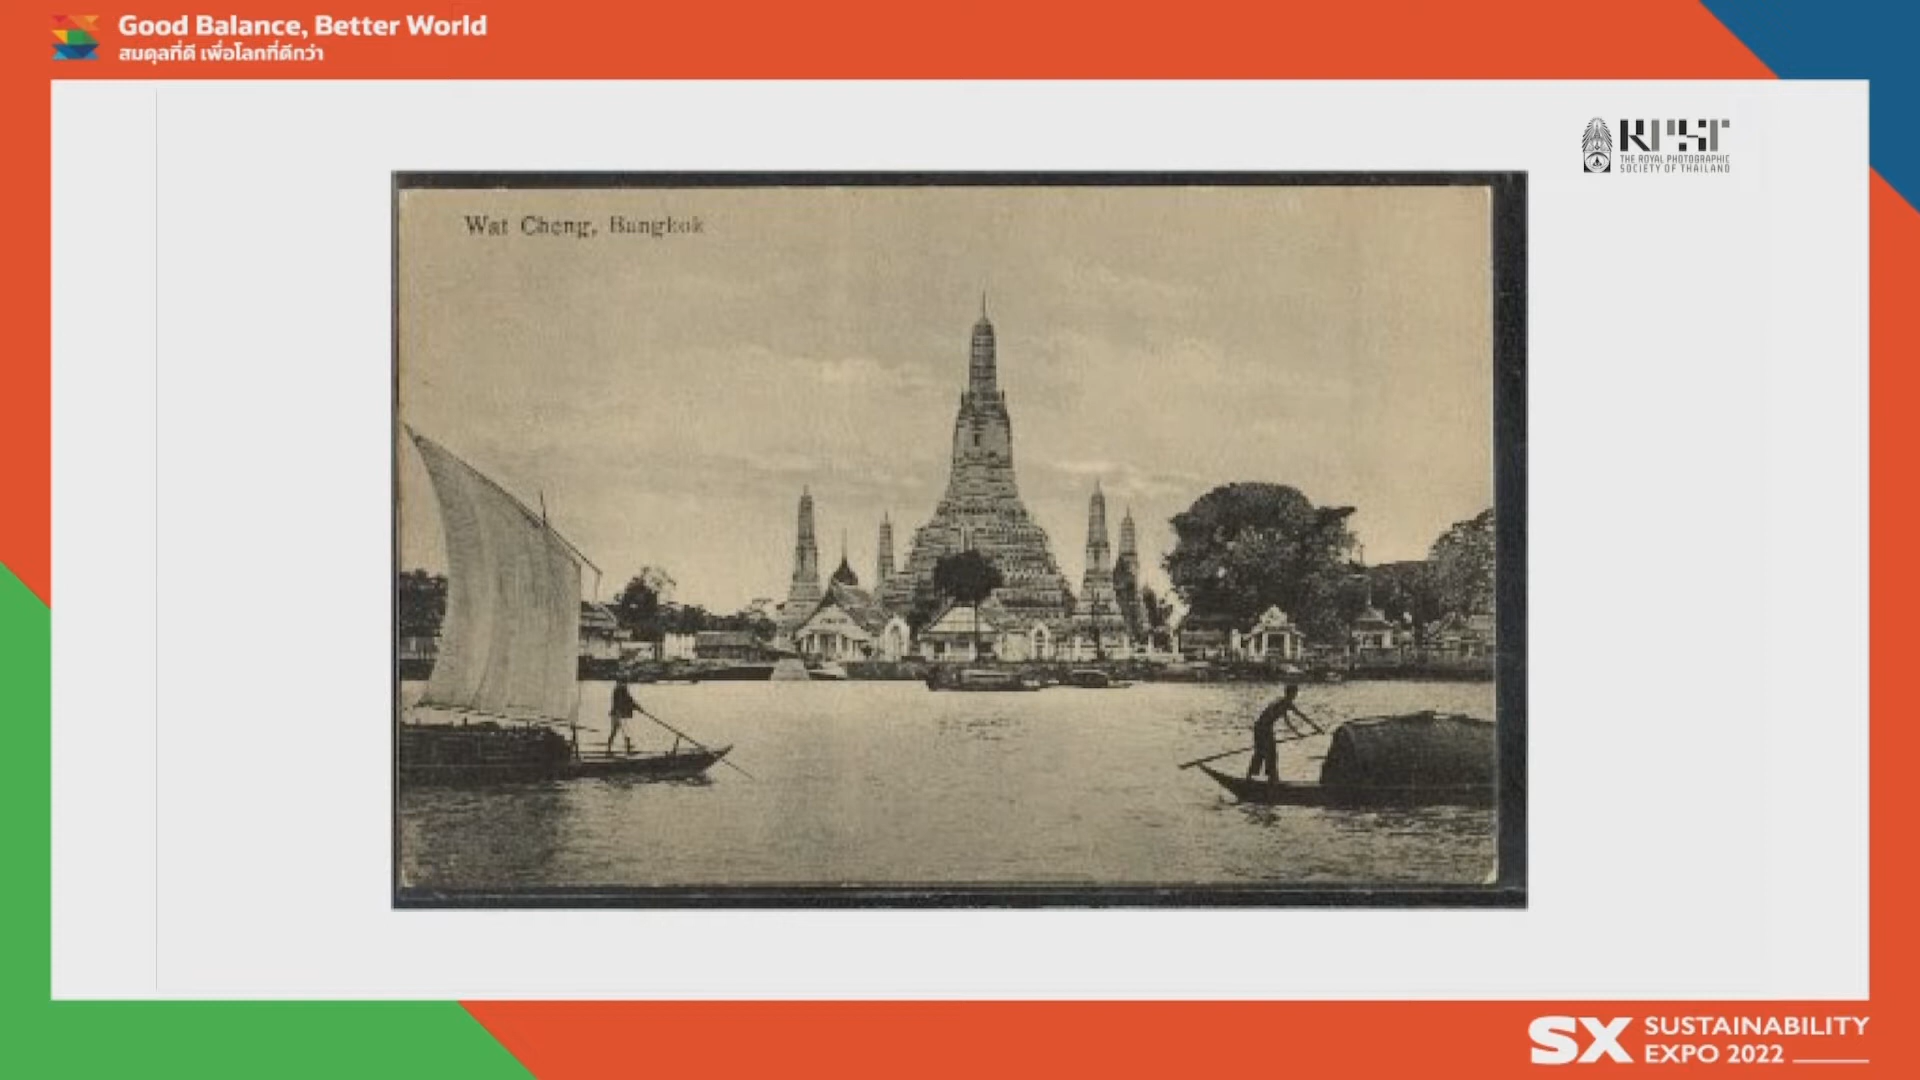 Good Balance, Better World
สมดุลที่ดี เพื่อโลกที่ดีกว่า
RPST
THE ROYAL PHOTOGRAPHIC
SOCIETY OF THAILAND
Wat Cheng, Bangkok
SX SUSTAINABILITY
EXPO 2022